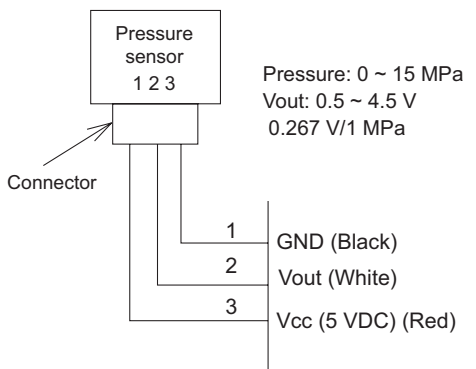 Pressure
sensor
1 2 3
Pressure: 0 ~ 15 MPa
Vout: 0.5 ~ 4.5 V
0.267 V/1 MPa
Connector
1
GND (Black)
2
Vout (White)
3
Vcc (5 VDC) (Red)